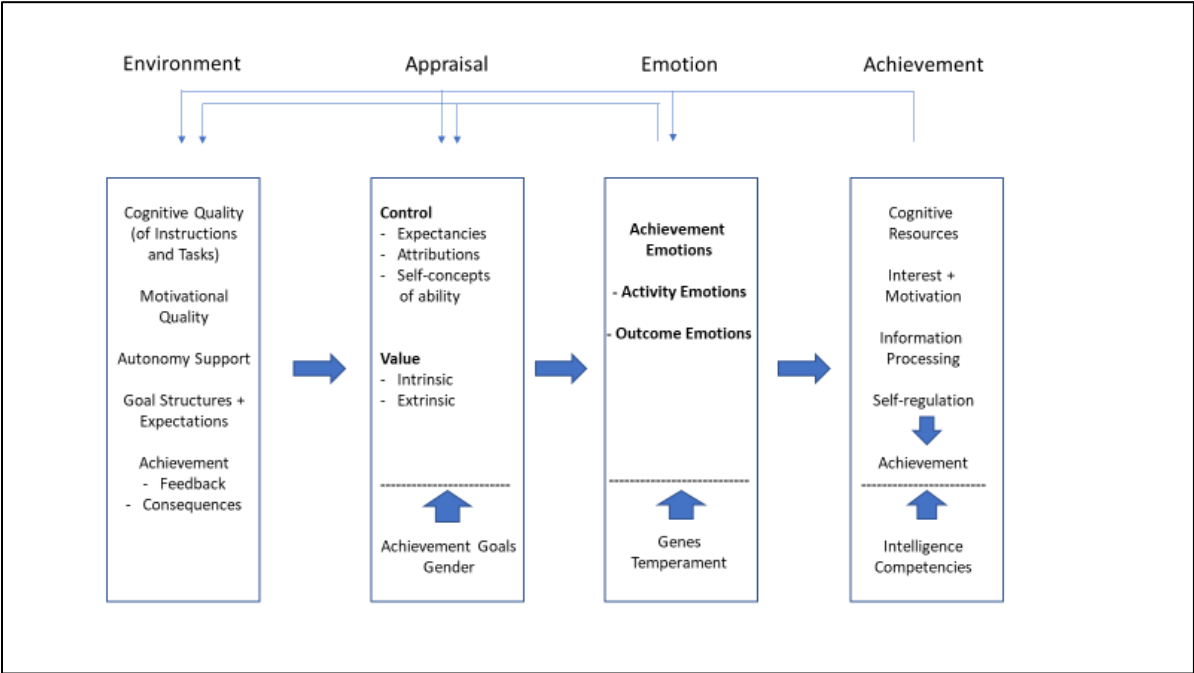 Environment
Appraisal
Emotion
Achievement
Cognitive Quality
(of Instructions
and Tasks)
Motivational
Quality
Autonomy Support
Goal Structures +
Expectations
Achievement
- Feedback
- Consequences
Control
- Expectancies
- Attributions
- Self-concepts
of ability
Value
- Intrinsic
- Extrinsic
Achievement Goals
Gender
Achievement
Emotions
- Activity Emotions
- Outcome Emotions
Genes
Temperament
Cognitive
Resources
Interest +
Motivation
Information
Processing
Self-regulation
Achievement
Intelligence
Competencies